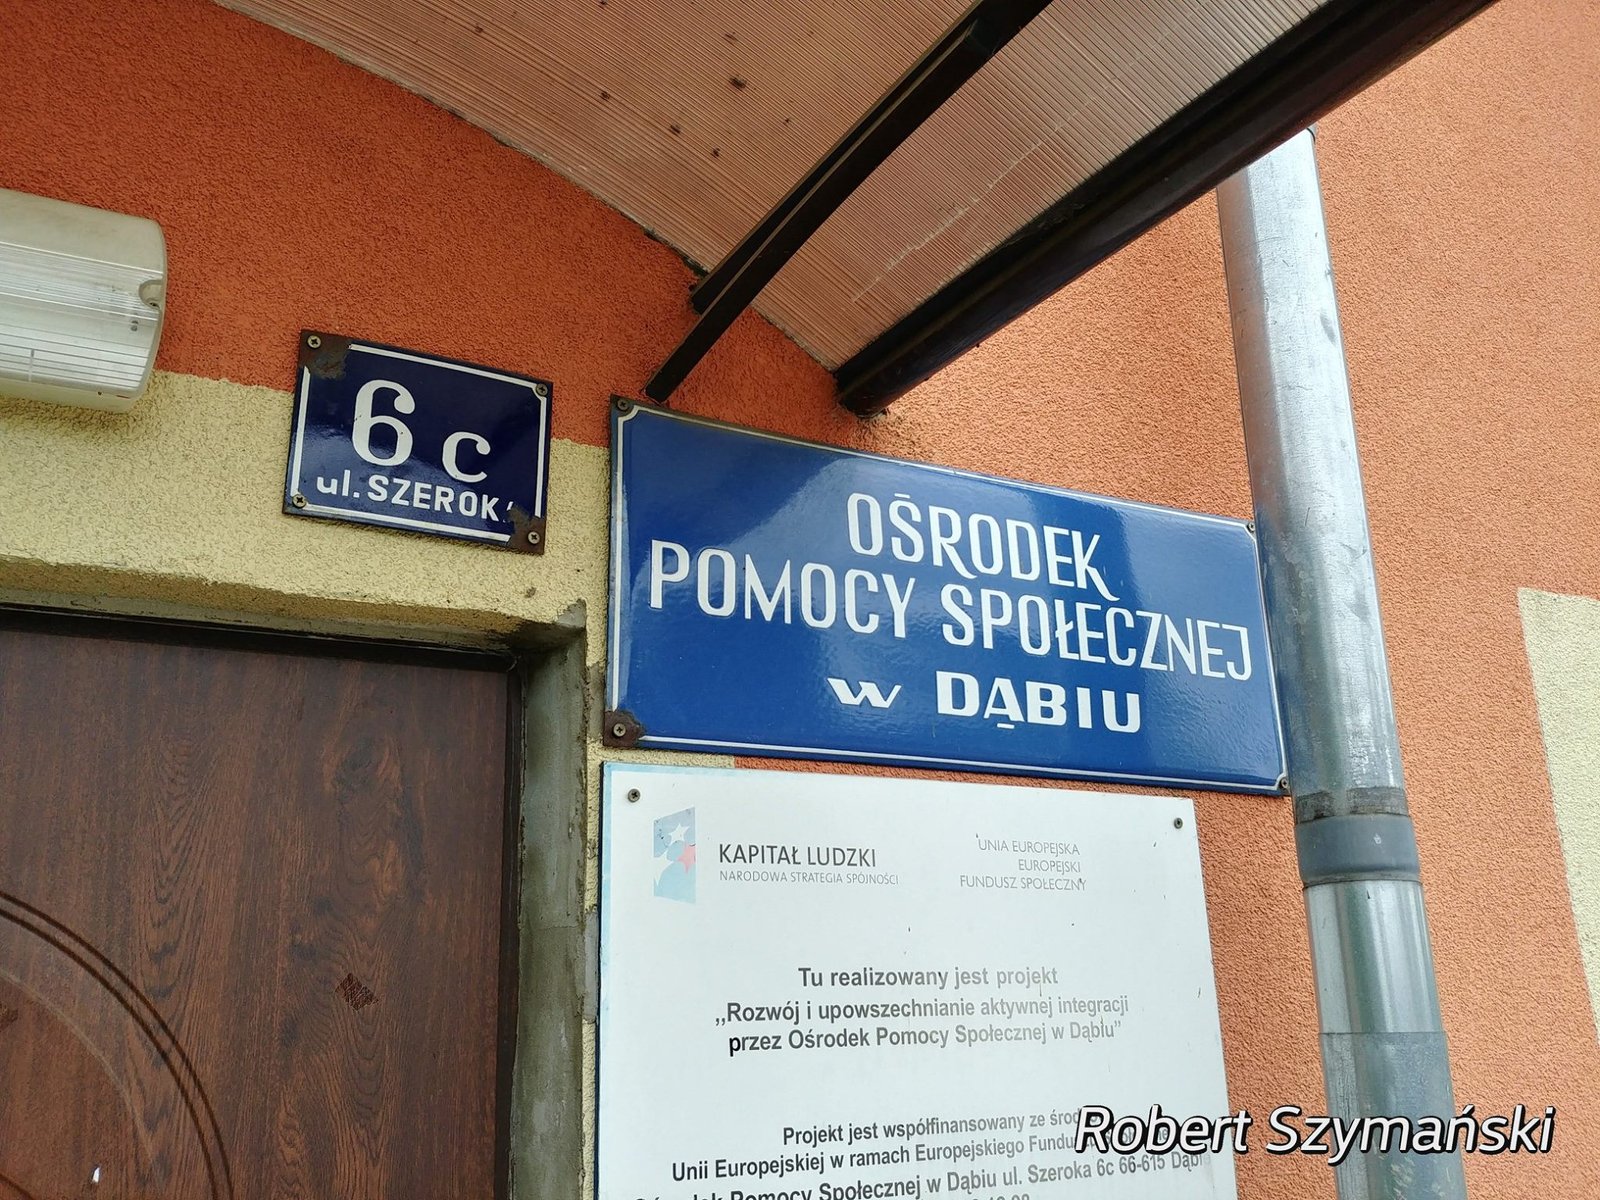 6 c
ul. SZEROKA
OŚRODEK
POMOCY SPOŁECZNEJ
w DĄBIU
KAPITAŁ LUDZKI
NARODOWA STRATEGIA SPÓJNOŚCI
UNIA EUROPEJSKA
EUROPEJSKI
FUNDUSZ SPOŁECZNY
Tu realizowany jest projekt
,,Rozwój i upowszechnianie aktywnej integracji
przez Ośrodek Pomocy Społecznej w Dąbiu"
Projekt jest współfinansowany ze
Unii Europejskiej w ramach Europejskiego
Pomocy Społecznej w Dąbiu ul. Szeroka 6c 66-615
Robert Szymański